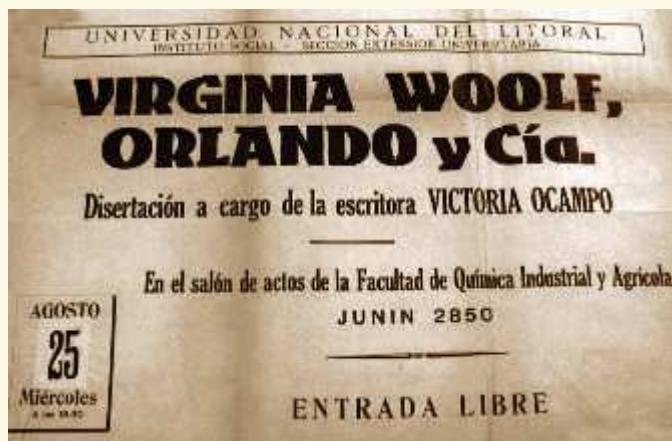 UNIVERSIDAD NACIONAL DEL LITORAL
INSTITUTO SOCIAL - SECCION EXTENSION UNIVERSITARIA
VIRGINIA WOOLF,
ORLANDO y Cía.
Disertación a cargo de la escritora VICTORIA OCAMPO
En el salón de actos de la Facultad de Química Industrial y Agrícola
JUNIN 2850
AGOSTO
25
Miércoles
ENTRADA LIBRE